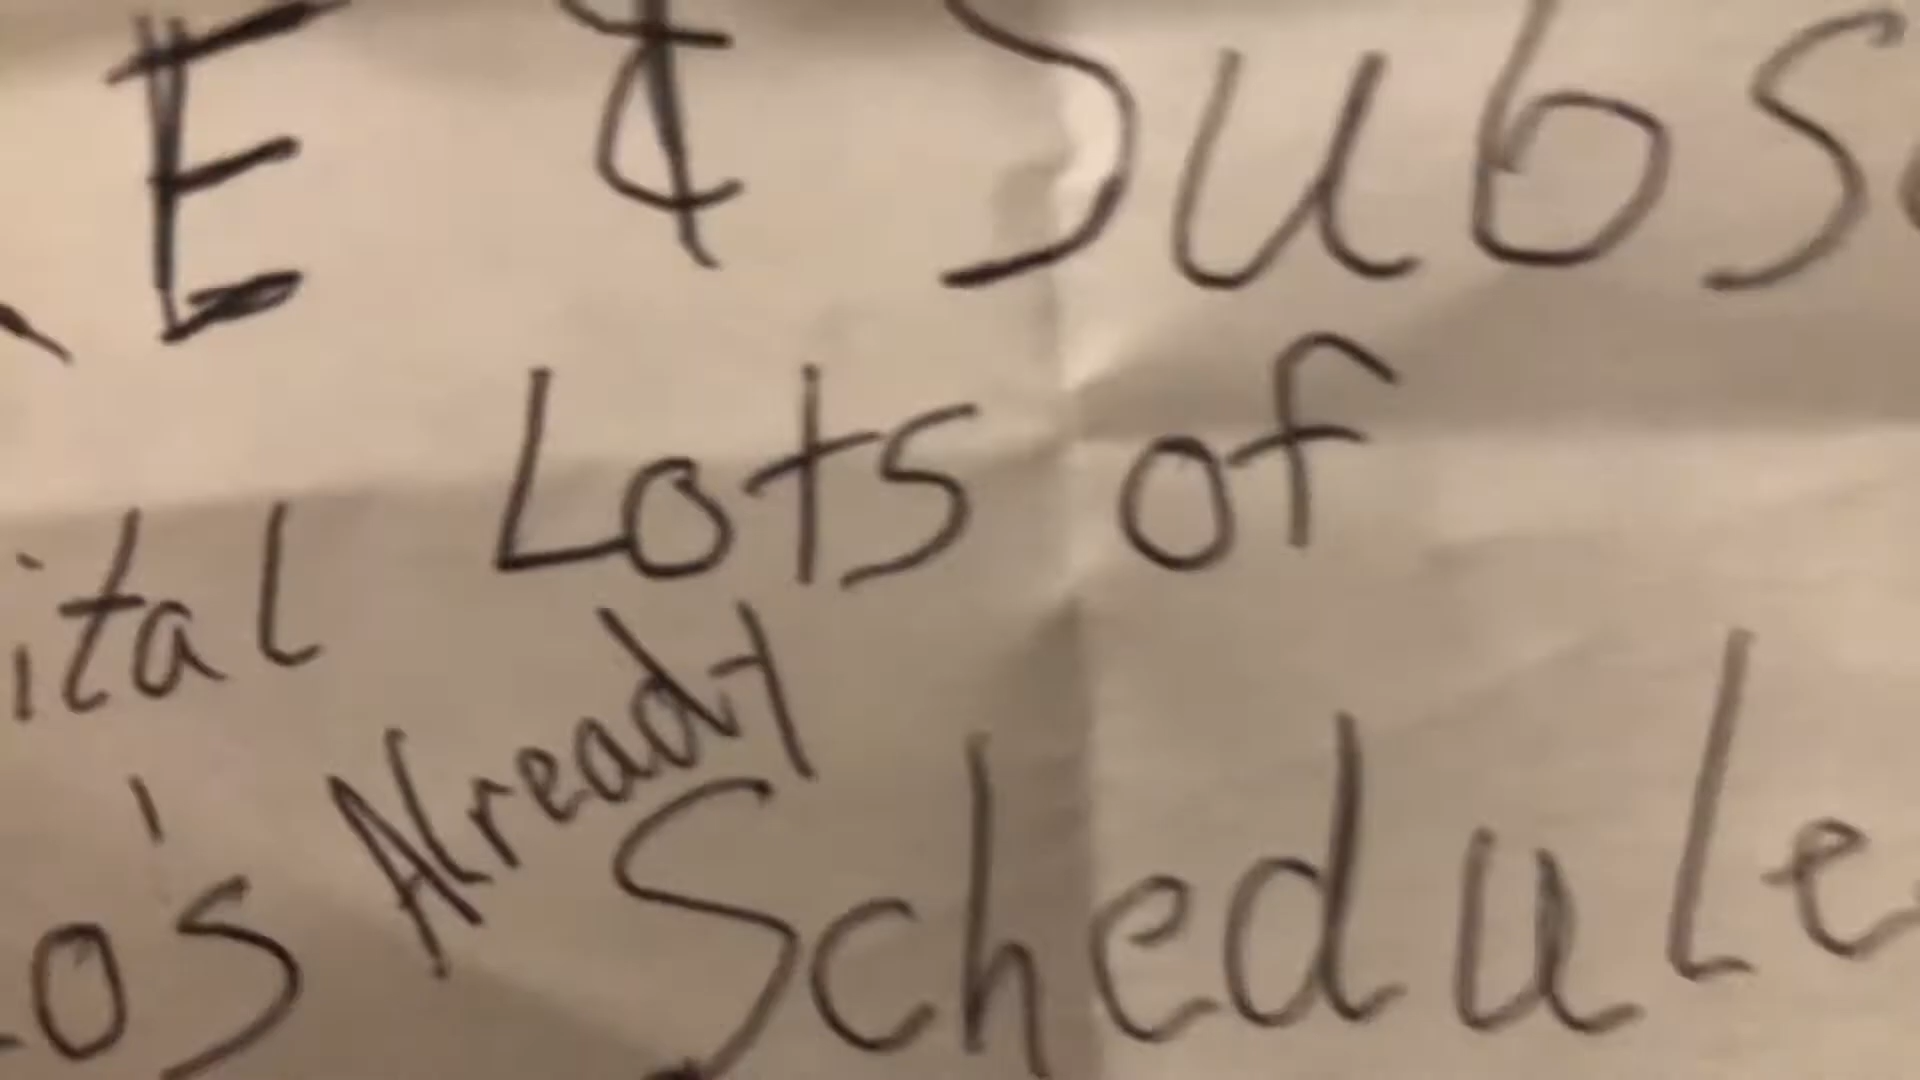 E & Subs
Lots of
ital
Already
o's Schedule